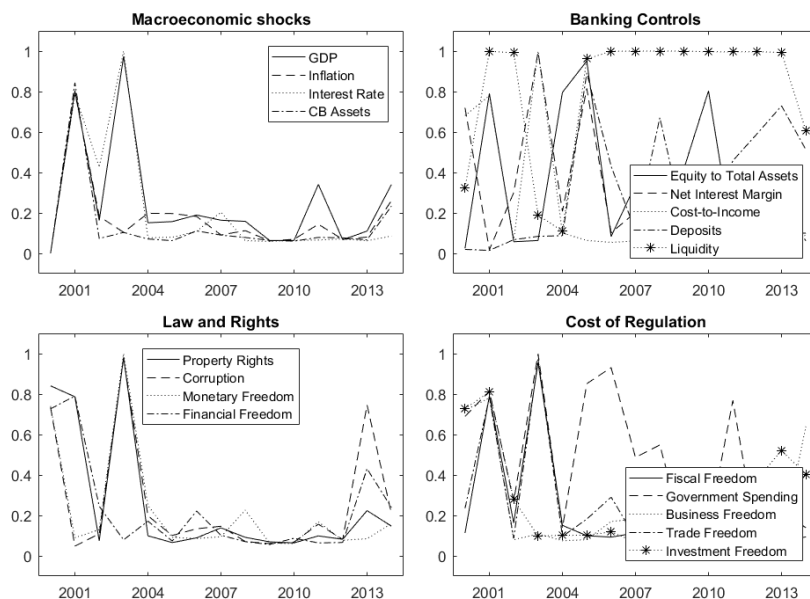 Macroeconomic shocks
1
0.8
0.6
0.4
0.2
0
2001 2004 2007 2010 2013
GDP
Inflation
Interest Rate
CB Assets
Banking Controls
1
0.8
0.6
0.4
0.2
0
2001 2004 2007 2010 2013
Equity to Total Assets
Net Interest Margin
Cost-to-Income
Deposits
Liquidity
Law and Rights
1
0.8
0.6
0.4
0.2
0
2001 2004 2007 2010 2013
Property Rights
Corruption
Monetary Freedom
Financial Freedom
Cost of Regulation
1
0.8
0.6
0.4
0.2
0
2001 2004 2007 2010 2013
Fiscal Freedom
Government Spending
Business Freedom
Trade Freedom
Investment Freedom